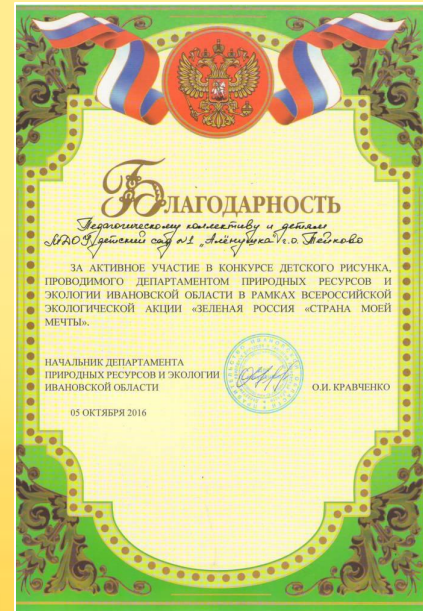 БЛАГОДАРНОСТЬ
Педагогическому коллективу и детям
МДОУ детский сад №1 "Алёнушка" г.о. Тейково
ЗА АКТИВНОЕ УЧАСТИЕ В КОНКУРСЕ ДЕТСКОГО РИСУНКА,
ПРОВОДИМОГО ДЕПАРТАМЕНТОМ ПРИРОДНЫХ РЕСУРСОВ И
ЭКОЛОГИИ ИВАНОВСКОЙ ОБЛАСТИ В РАМКАХ ВСЕРОССИЙСКОЙ
ЭКОЛОГИЧЕСКОЙ АКЦИИ «ЗЕЛЕНАЯ РОССИЯ «СТРАНА МОЕЙ
МЕЧТЫ».
НАЧАЛЬНИК ДЕПАРТАМЕНТА
ПРИРОДНЫХ РЕСУРСОВ И ЭКОЛОГИИ
ИВАНОВСКОЙ ОБЛАСТИ О.И. КРАВЧЕНКО
05 ОКТЯБРЯ 2016